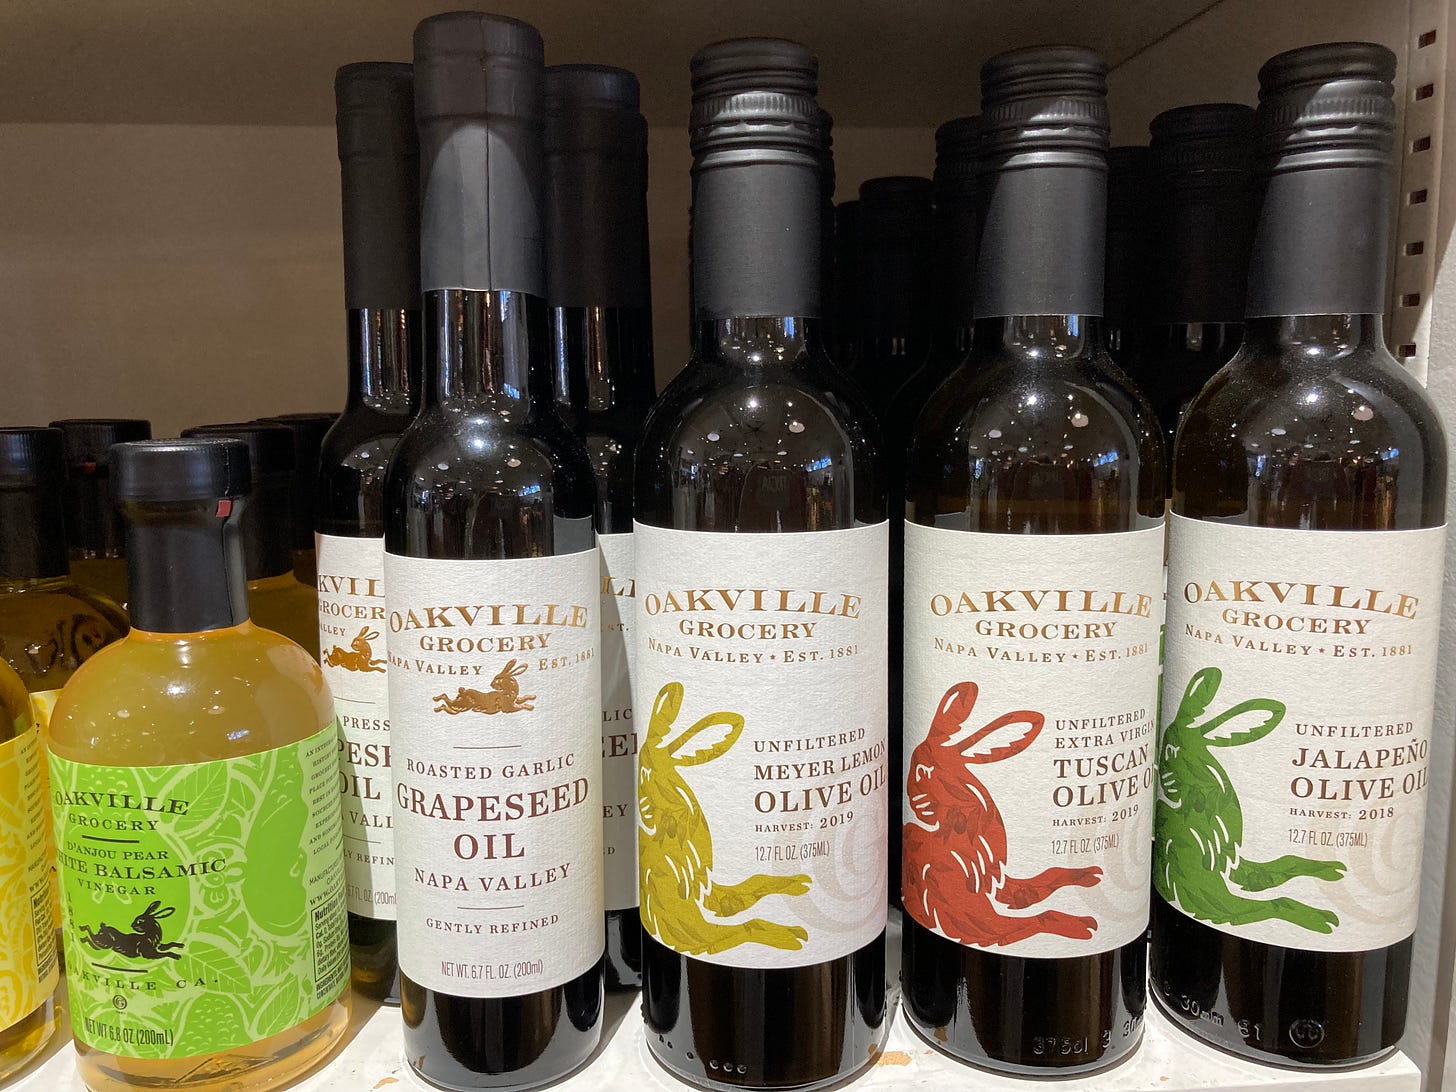 OAKVILLE
GROCERY
D'ANJOU PEAR
WHITE BALSAMIC
VINEGAR
OAKVILLE CA.
NET WT 6.8 OZ (200mL)
Nutrition
OAKVILLE
GROCERY
NAPA VALLEY EST. 1881
ROASTED GARLIC
GRAPESEED
OIL
NAPA VALLEY
GENTLY REFINED
NET WT. 6.7 FL. OZ. (200ml)
OAKVILLE
GROCERY
NAPA VALLEY ★ EST. 1881
UNFILTERED
MEYER LEMON
OLIVE OIL
HARVEST: 2019
12.7 FL OZ. (375ML)
OAKVILLE
GROCERY
NAPA VALLEY ★ EST. 1881
UNFILTERED
EXTRA VIRGIN
TUSCAN
OLIVE O
HARVEST: 2019
12.7 FL OZ. (375ML)
OAKVILLE
GROCERY
NAPA VALLEY ★ EST. 1881
UNFILTERED
JALAPEÑO
OLIVE OIL
HARVEST: 2018
12.7 FL OZ. (375ML)
375cl
30mm